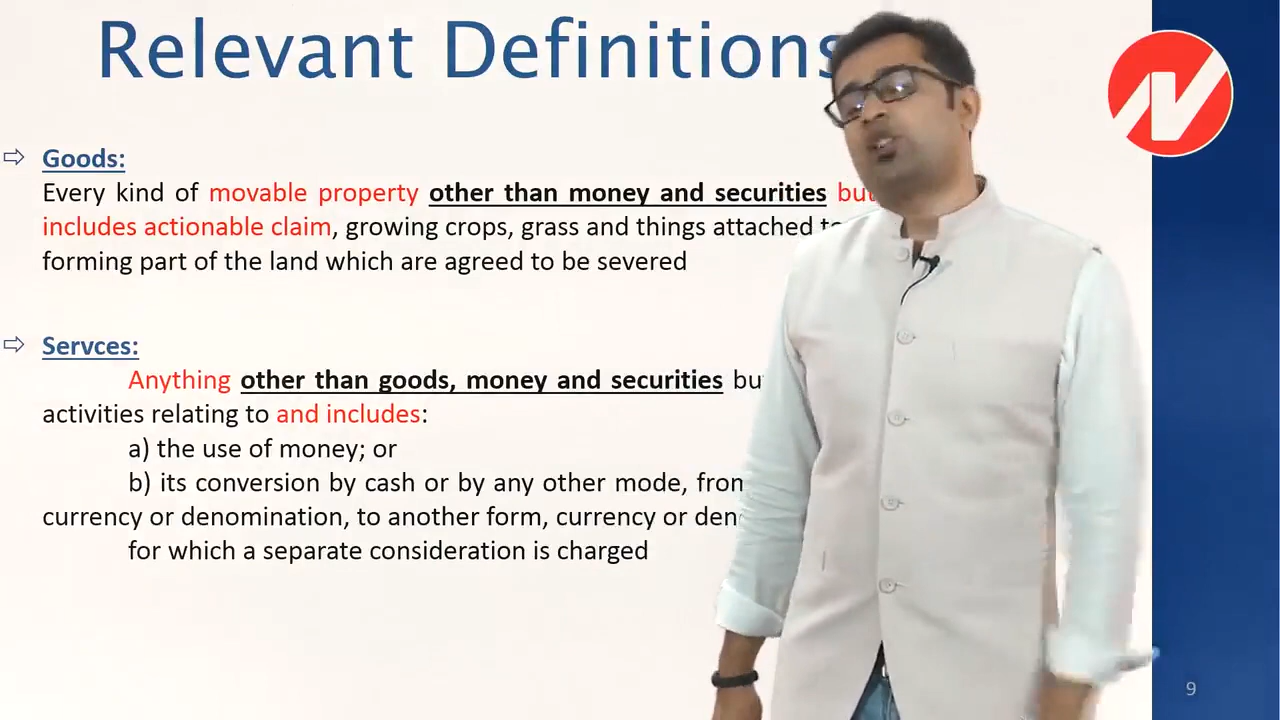 Relevant Definitions
⇨ Goods:
Every kind of movable property other than money and securities but
includes actionable claim, growing crops, grass and things attached to
forming part of the land which are agreed to be severed
⇨ Servces:
Anything other than goods, money and securities
activities relating to and includes:
a) the use of money; or
b) its conversion by cash or by any other mode, from
currency or denomination, to another form, currency or
for which a separate consideration is charged
9